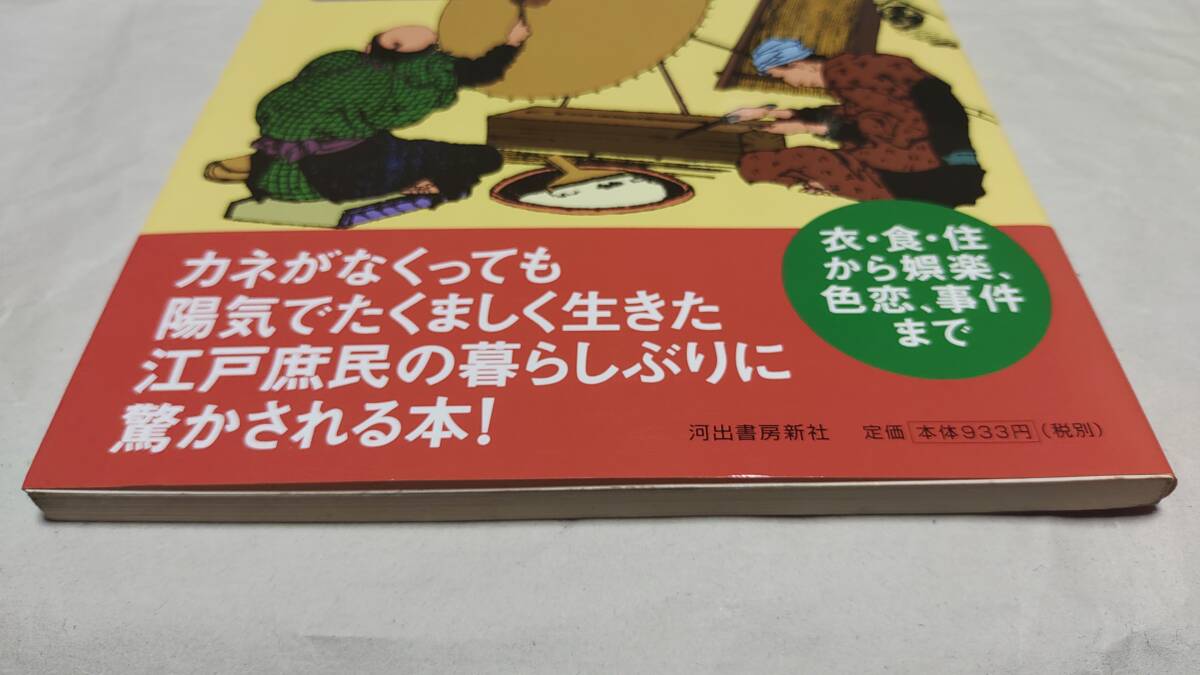 カネがなくっても
陽気でたくましく生きた
江戸庶民の暮らしぶりに
驚かされる本!
衣・食・住
から娯楽、
色恋、事件
まで
河出書房新社 定価 本体933円 (税別)